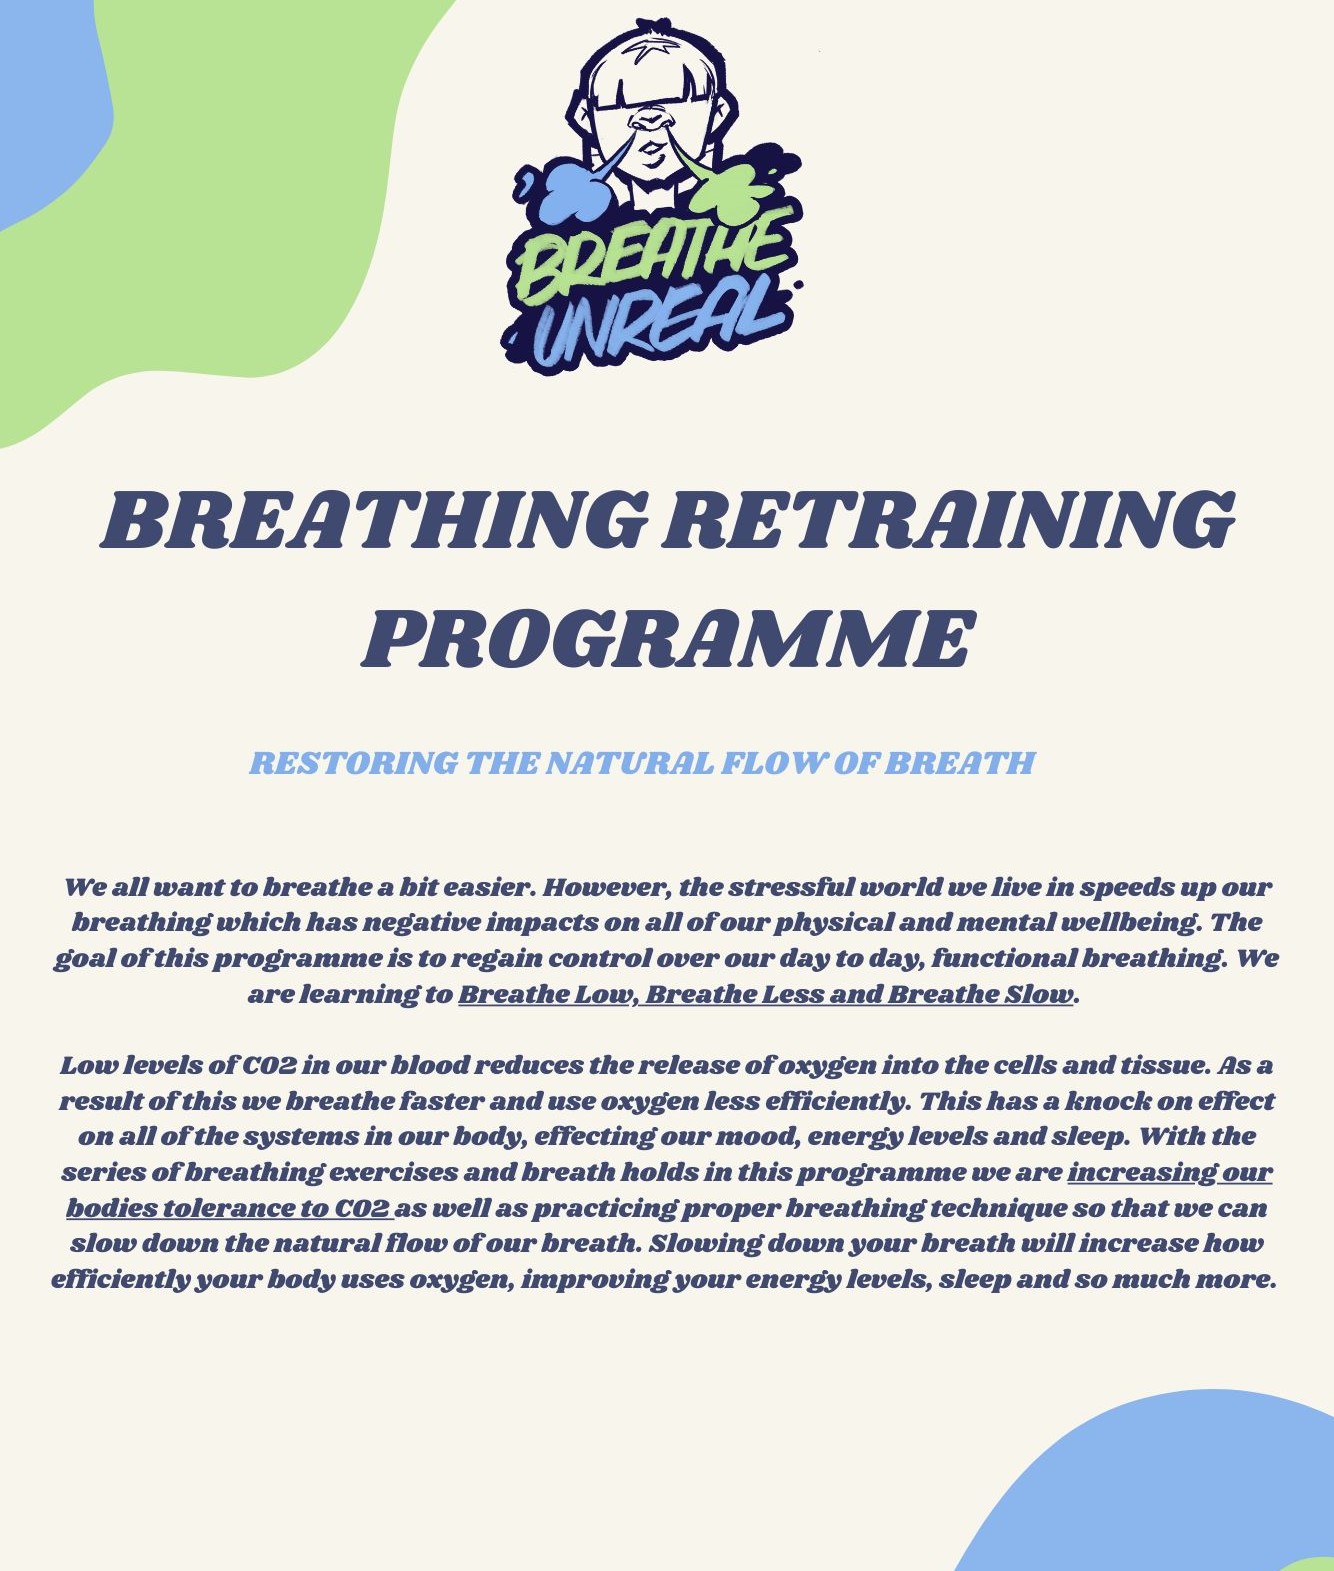 BREATHE
UNREAL
BREATHING RETRAINING
PROGRAMME
RESTORING THE NATURAL FLOW OF BREATH
We all want to breathe a bit easier. However, the stressful world we live in speeds up our
breathing which has negative impacts on all of our physical and mental wellbeing. The
goal of this programme is to regain control over our day to day, functional breathing. We
are learning to Breathe Low, Breathe Less and Breathe Slow.
Low levels of CO2 in our blood reduces the release of oxygen into the cells and tissue. As a
result of this we breathe faster and use oxygen less efficiently. This has a knock on effect
on all of the systems in our body, effecting our mood, energy levels and sleep. With the
series of breathing exercises and breath holds in this programme we are increasing our
bodies tolerance to CO2 as well as practicing proper breathing technique so that we can
slow down the natural flow of our breath. Slowing down your breath will increase how
efficiently your body uses oxygen, improving your energy levels, sleep and so much more.